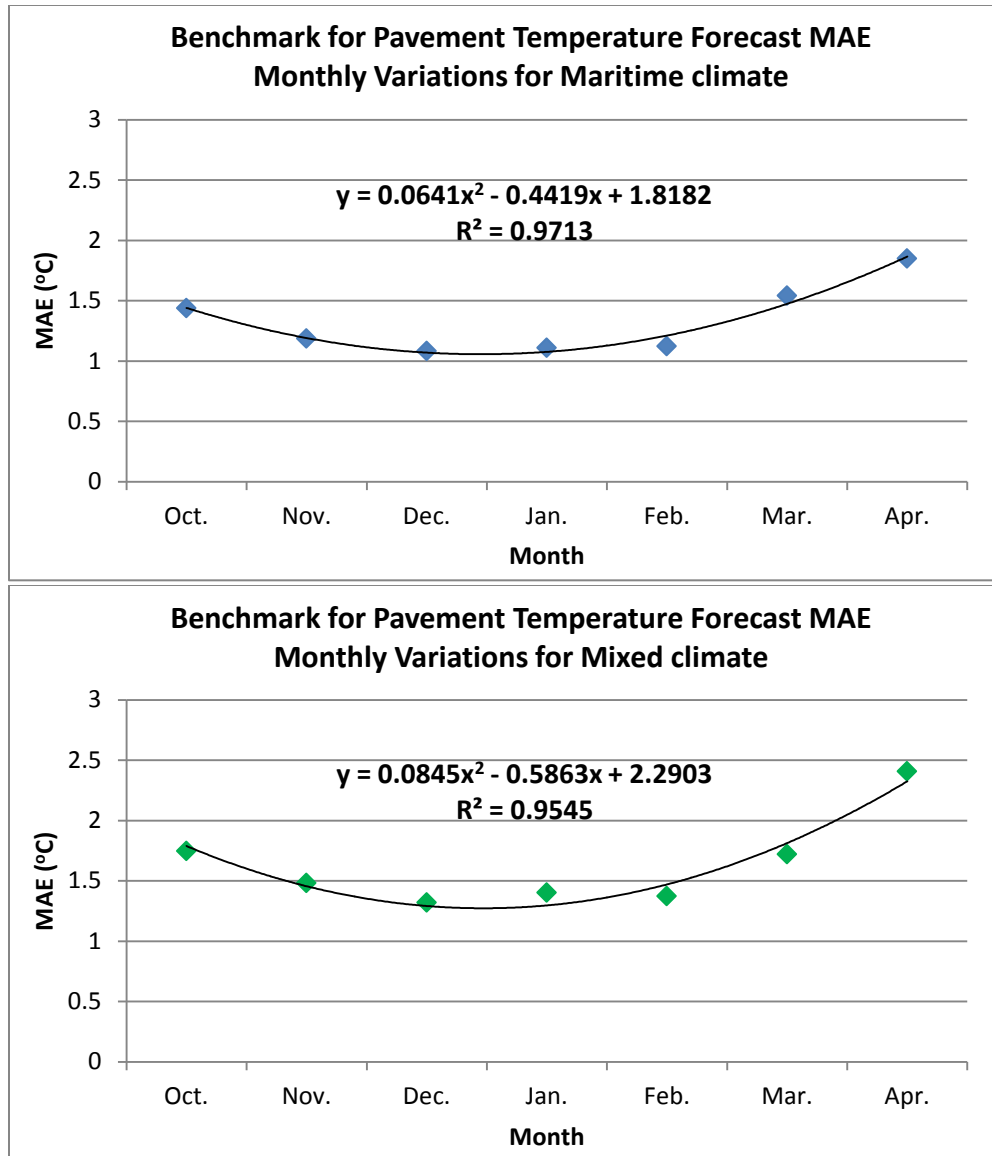 Benchmark for Pavement Temperature Forecast MAE
Monthly Variations for Maritime climate
3
2.5
y = 0.0641x² - 0.4419x + 1.8182
R² = 0.9713
2
1.5
1
0.5
0
MAE (°C)
Oct. Nov. Dec. Jan. Feb. Mar. Apr.
Month
Benchmark for Pavement Temperature Forecast MAE
Monthly Variations for Mixed climate
3
2.5
y = 0.0845x² - 0.5863x + 2.2903
R² = 0.9545
2
1.5
1
0.5
0
MAE (°C)
Oct. Nov. Dec. Jan. Feb. Mar. Apr.
Month